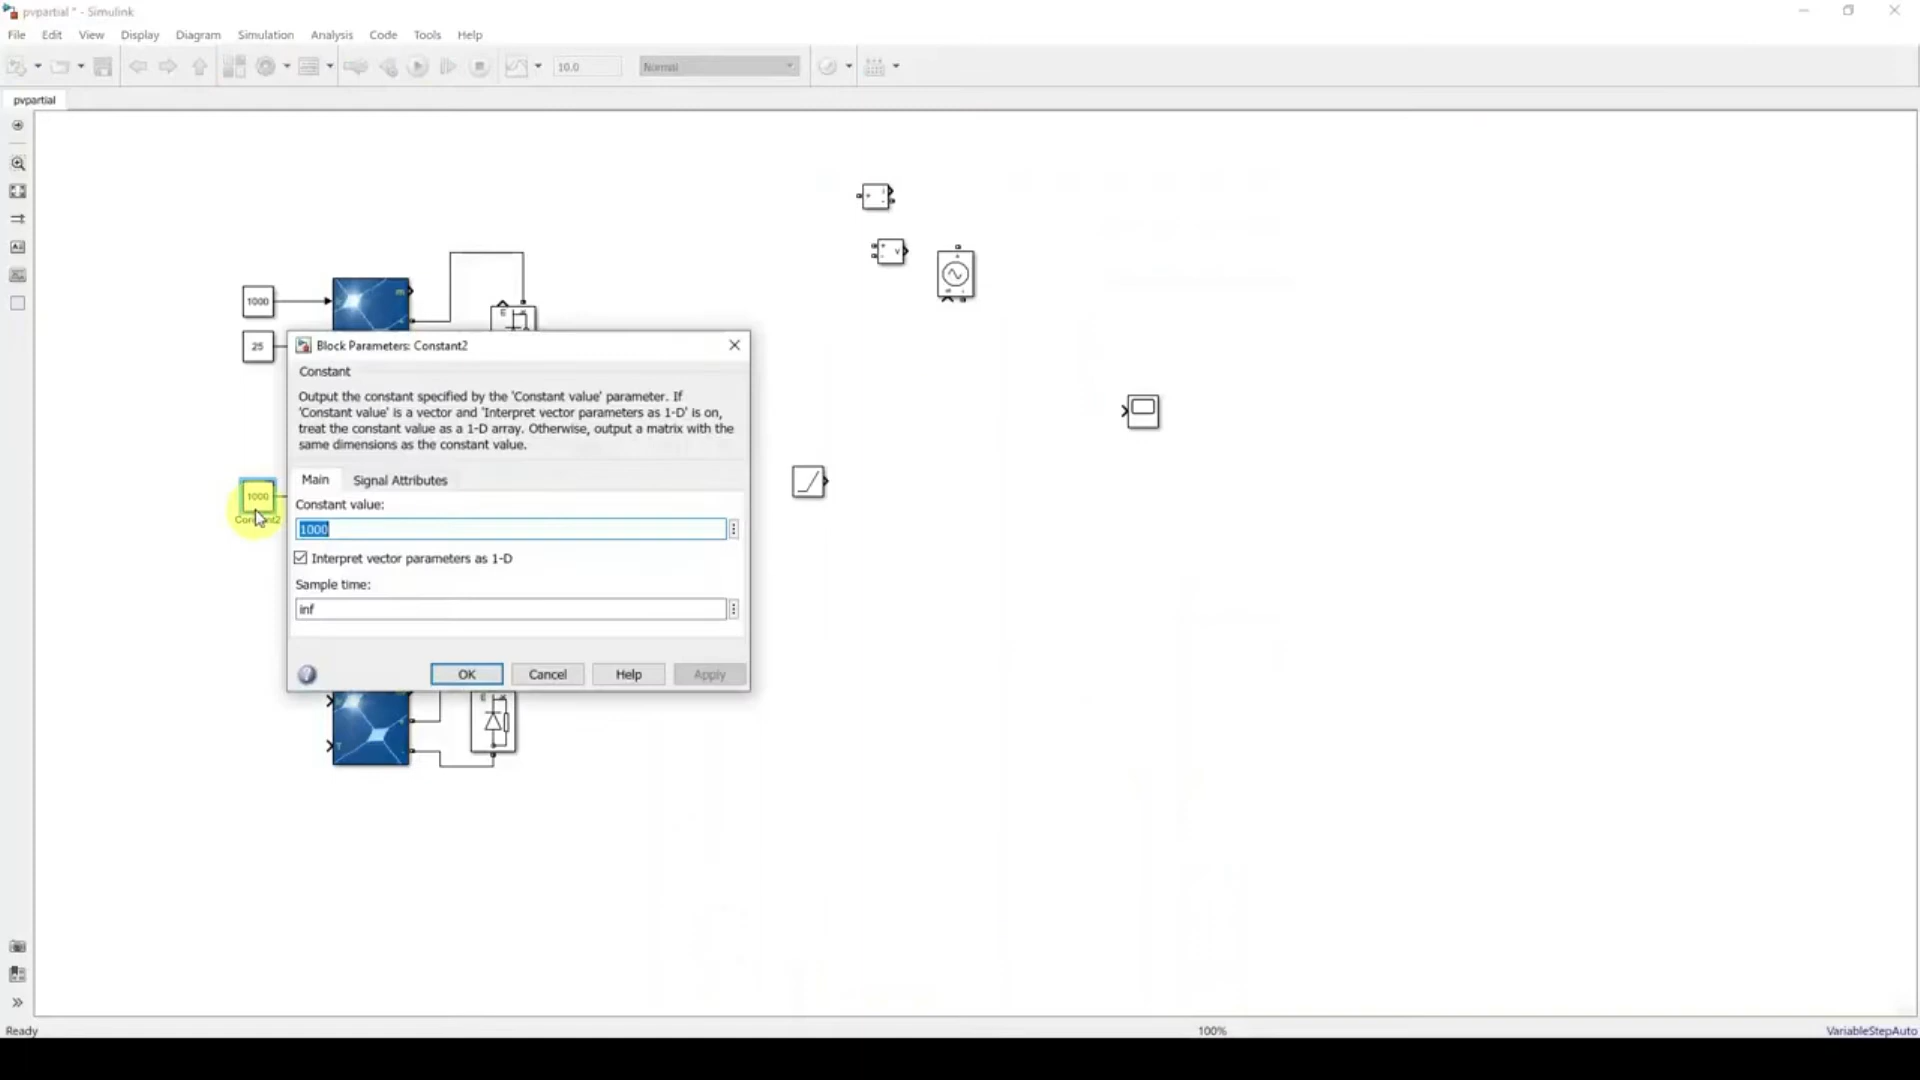 pvpartial * - Simulink
File Edit View Display Diagram Simulation Analysis Code Tools Help
10.0 Normal
pvpartial
1000
m
25
Block Parameters: Constant2
Constant
Output the constant specified by the 'Constant value' parameter. If
'Constant value' is a vector and 'Interpret vector parameters as 1-D' is on,
treat the constant value as a 1-D array. Otherwise, output a matrix with the
same dimensions as the constant value.
Main Signal Attributes
1000
Constant value:
1000
Interpret vector parameters as 1-D
Sample time:
inf
OK Cancel Help Apply
T
Ready 100% VariableStepAuto